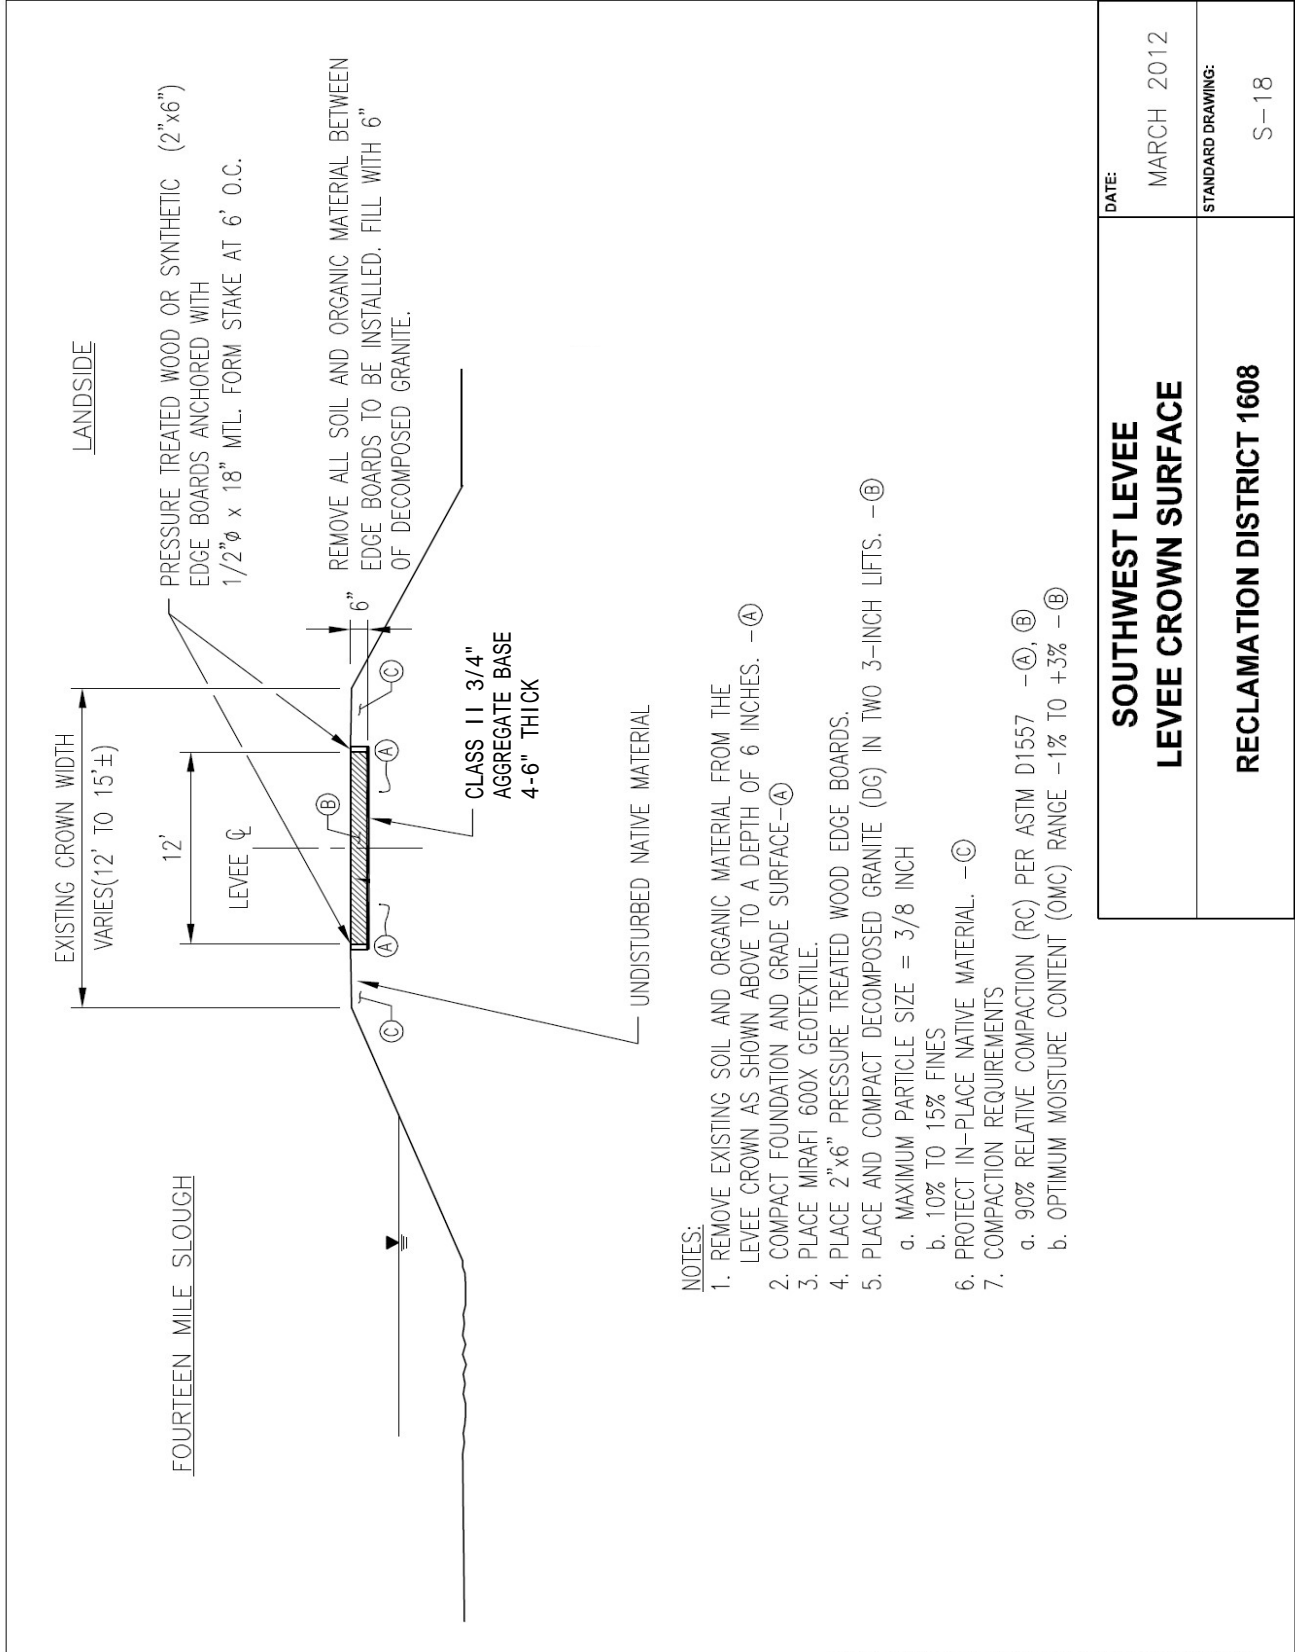 FOURTEEN MILE SLOUGH
LANDSIDE
EXISTING CROWN WIDTH
VARIES(12' TO 15'±)
12'
LEVEE ℄
PRESSURE TREATED WOOD OR SYNTHETIC (2"x6")
EDGE BOARDS ANCHORED WITH
1/2"ø x 18" MTL. FORM STAKE AT 6' O.C.
REMOVE ALL SOIL AND ORGANIC MATERIAL BETWEEN
EDGE BOARDS TO BE INSTALLED. FILL WITH 6"
OF DECOMPOSED GRANITE.
6"
B
C
A
A
C
CLASS II 3/4"
AGGREGATE BASE
4-6" THICK
UNDISTURBED NATIVE MATERIAL
NOTES:
1. REMOVE EXISTING SOIL AND ORGANIC MATERIAL FROM THE
LEVEE CROWN AS SHOWN ABOVE TO A DEPTH OF 6 INCHES. -Ⓐ
2. COMPACT FOUNDATION AND GRADE SURFACE-Ⓐ
3. PLACE MIRAFI 600X GEOTEXTILE.
4. PLACE 2"x6" PRESSURE TREATED WOOD EDGE BOARDS.
5. PLACE AND COMPACT DECOMPOSED GRANITE (DG) IN TWO 3-INCH LIFTS. -Ⓑ
a. MAXIMUM PARTICLE SIZE = 3/8 INCH
b. 10% TO 15% FINES
6. PROTECT IN-PLACE NATIVE MATERIAL. -Ⓒ
7. COMPACTION REQUIREMENTS
a. 90% RELATIVE COMPACTION (RC) PER ASTM D1557 -Ⓐ, Ⓑ
b. OPTIMUM MOISTURE CONTENT (OMC) RANGE -1% TO +3% -Ⓑ
SOUTHWEST LEVEE
LEVEE CROWN SURFACE
RECLAMATION DISTRICT 1608
DATE:
MARCH 2012
STANDARD DRAWING:
S-18